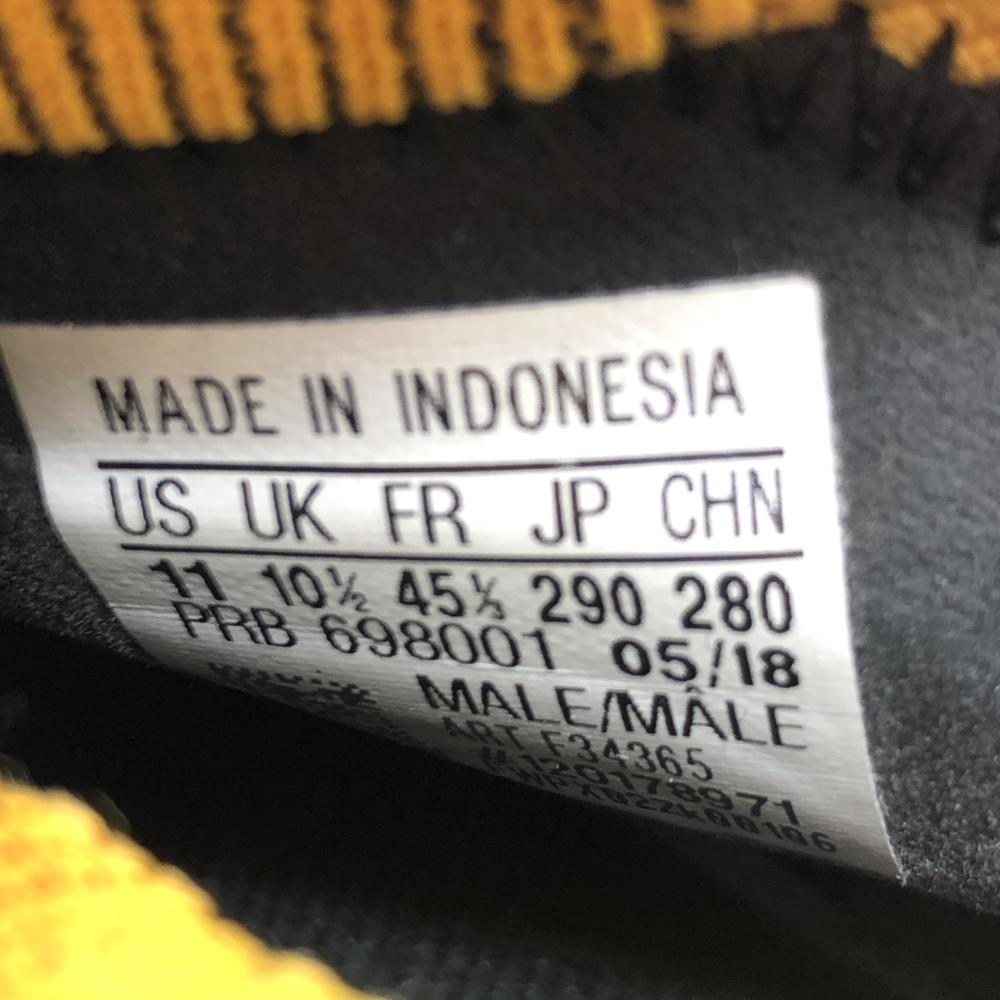 MADE IN INDONESIA
US UK FR JP CHN
11 10½ 45⅓ 290 280
PRB 698001 05/18
MALE/MÂLE
ART F34365
#120178971